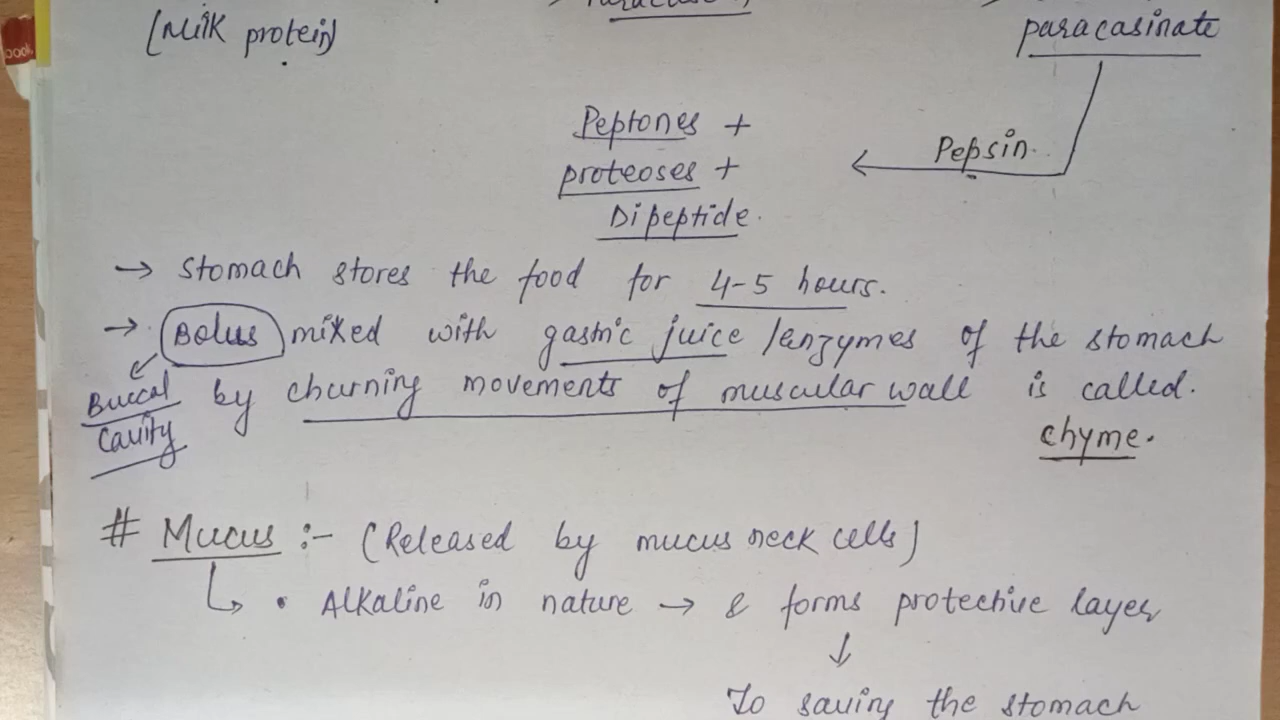 (Milk protein)
paracasinate
Peptones +
Pepsin.
proteoses +
Dipeptide.
→ Stomach stores the food for 4-5 hours.
→ Bolus mixed with gastric juice /enzymes of the stomach
Buccal Cavity
by churning movements of muscular wall is called.
chyme.
# Mucus :- (Released by mucus neck cells)
• Alkaline in nature → & forms protective layer
↓
To saving the stomach